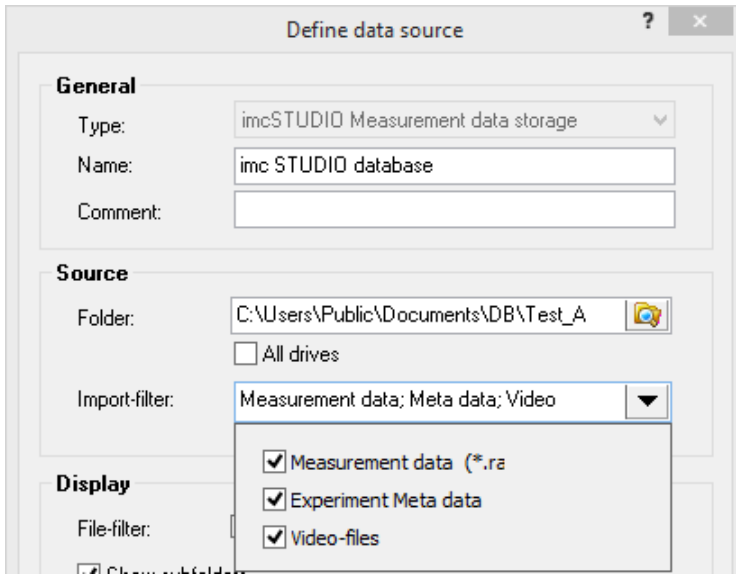 Define data source
?
General
Type: imcSTUDIO Measurement data storage
Name: imc STUDIO database
Comment:
Source
Folder: C:\Users\Public\Documents\DB\Test_A
All drives
Import-filter: Measurement data; Meta data; Video
Measurement data (*.ra
Experiment Meta data
Display
File-filter:
Video-files
Show subfolders